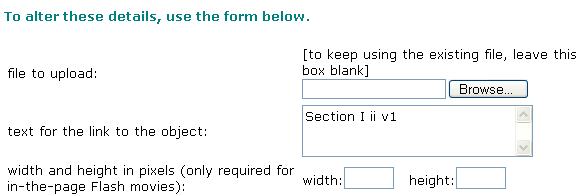 To alter these details, use the form below.
[to keep using the existing file, leave this
box blank]
file to upload:
Browse...
text for the link to the object:
Section I ii v1
width and height in pixels (only required for
in-the-page Flash movies):
width:
height: